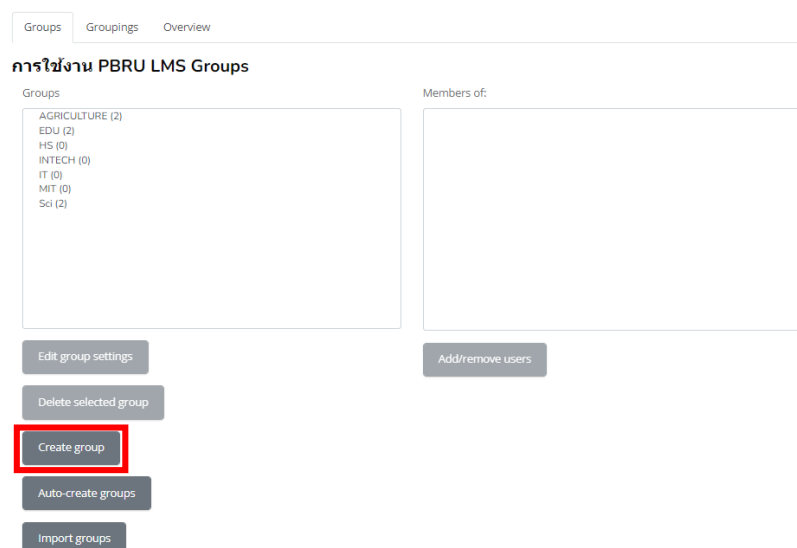 Groups Groupings Overview
การใช้งาน PBRU LMS Groups
Groups
AGRICULTURE (2)
EDU (2)
HS (0)
INTECH (0)
IT (0)
MIT (0)
Sci (2)
Edit group settings
Delete selected group
Create group
Auto-create groups
Import groups
Members of:
Add/remove users